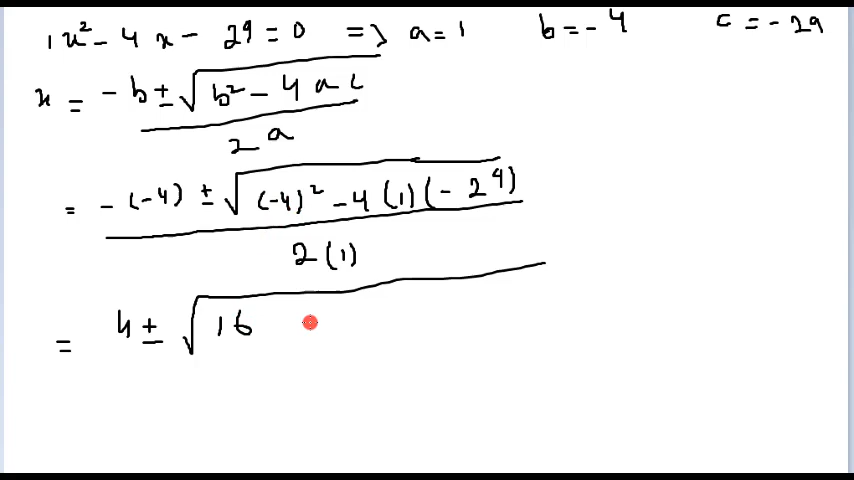 1x² - 4x - 29 = 0 => a = 1 b = - 4 c = - 29
x = -b ± √(b² - 4ac) / 2a
= -(-4) ± √((-4)² - 4(1)(-29)) / 2(1)
= 4 ± √16